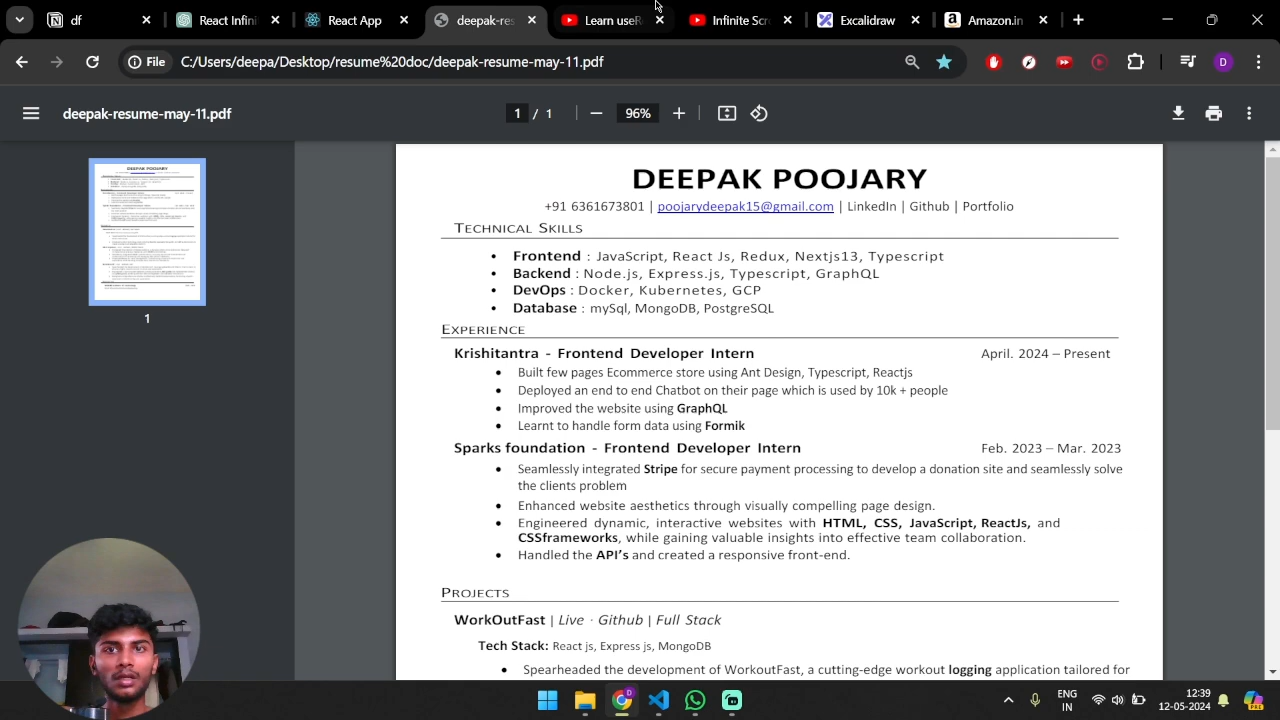 dinf
React Infin
React App
deepak-res
Learn useR
Infinite Scr
Excalidraw
Amazon.in
File C:/Users/deepa/Desktop/resume%20doc/deepak-resume-may-11.pdf
D
deepak-resume-may-11.pdf
1 / 1
96%
1
DEEPAK POOJARY
poojarydeepak15@gmail | LinkedIn | Github | Portfolio
TECHNICAL SKILLS
: JavaScript, React Js, Redux, Nextjs13, Typescript
Backend : Node.js, Express.js, Typescript, GraphQL
• DevOps : Docker, Kubernetes, GCP
• Database : mySql, MongoDB, PostgreSQL
EXPERIENCE
Krishitantra - Frontend Developer Intern April. 2024 – Present
• Built few pages Ecommerce store using Ant Design, Typescript, Reactjs
• Deployed an end to end Chatbot on their page which is used by 10k + people
• Improved the website using GraphQL
• Learnt to handle form data using Formik
Sparks foundation - Frontend Developer Intern Feb. 2023 – Mar. 2023
• Seamlessly integrated Stripe for secure payment processing to develop a donation site and seamlessly solve
the clients problem
• Enhanced website aesthetics through visually compelling page design.
• Engineered dynamic, interactive websites with HTML, CSS, JavaScript, ReactJs, and
CSSframeworks, while gaining valuable insights into effective team collaboration.
• Handled the API’s and created a responsive front-end.
PROJECTS
WorkOutFast | Live · Github | Full Stack
Tech Stack: React js, Express js, MongoDB
• Spearheaded the development of WorkoutFast, a cutting-edge workout logging application tailored for
ENG
IN
12:39
12-05-2024